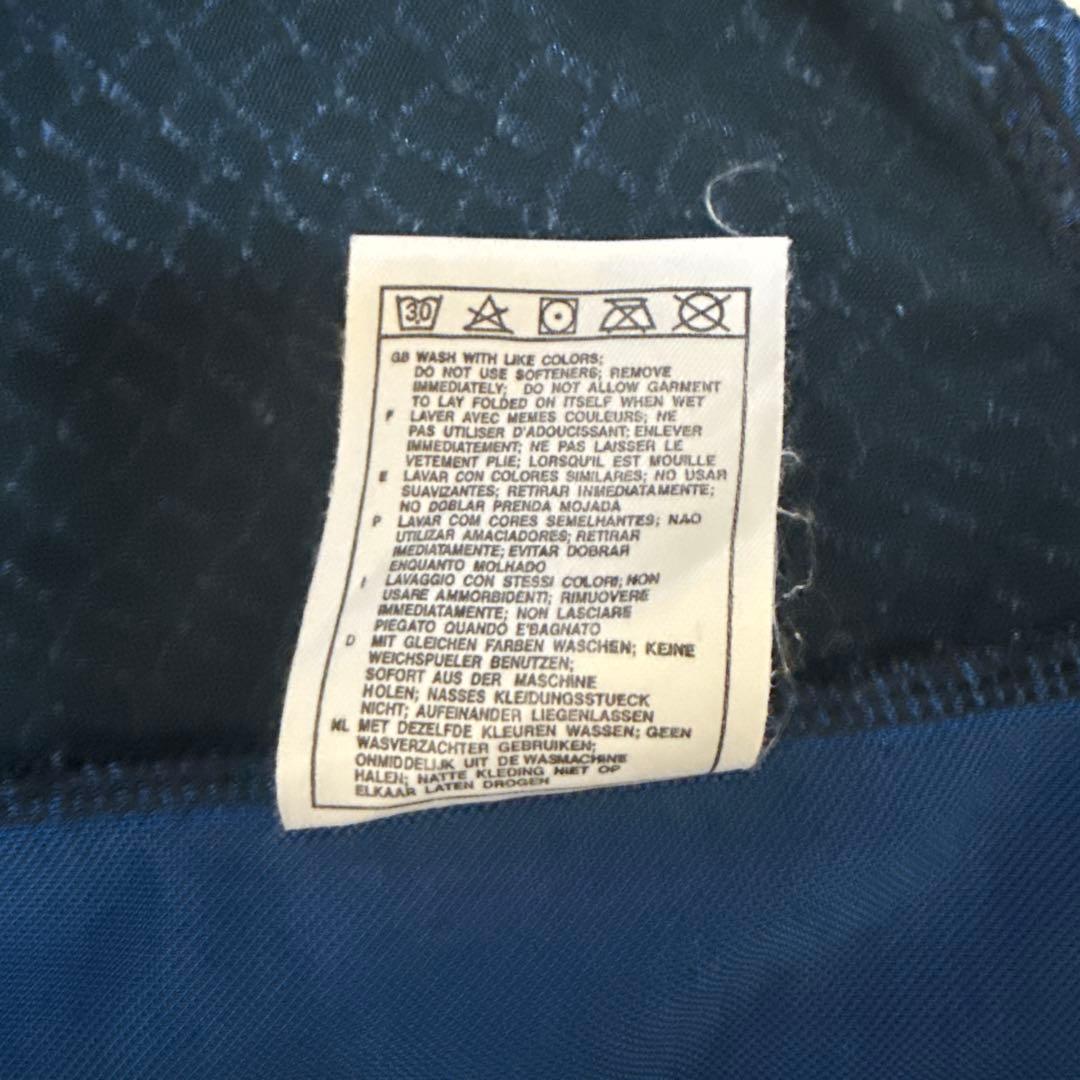 30
GB WASH WITH LIKE COLORS;
DO NOT USE SOFTENERS; REMOVE
IMMEDIATELY; DO NOT ALLOW GARMENT
TO LAY FOLDED ON ITSELF WHEN WET
F LAVER AVEC MEMES COULEURS; NE
PAS UTILISER D'ADOUCISSANT; ENLEVER
IMMEDIATEMENT; NE PAS LAISSER LE
VETEMENT PLIE; LORSQU'IL EST MOUILLE
E LAVAR CON COLORES SIMILARES; NO USAR
SUAVIZANTES; RETIRAR INMEDIATAMENTE;
NO DOBLAR PRENDA MOJADA
P LAVAR COM CORES SEMELHANTES; NAO
UTILIZAR AMACIADORES; RETIRAR
IMEDIATAMENTE; EVITAR DOBRAR
ENQUANTO MOLHADO
I LAVAGGIO CON STESSI COLORI; NON
USARE AMMORBIDENTI; RIMUOVERE
IMMEDIATAMENTE; NON LASCIARE
PIEGATO QUANDO E'BAGNATO
D MIT GLEICHEN FARBEN WASCHEN; KEINE
WEICHSPUELER BENUTZEN;
SOFORT AUS DER MASCHINE
HOLEN; NASSES KLEIDUNGSSTUECK
NICHT; AUFEINANDER LIEGENLASSEN
NL MET DEZELFDE KLEUREN WASSEN; GEEN
WASVERZACHTER GEBRUIKEN;
ONMIDDELIJK UIT DE WASMACHINE
HALEN; NATTE KLEDING NIET OP
ELKAAR LATEN DROGEN